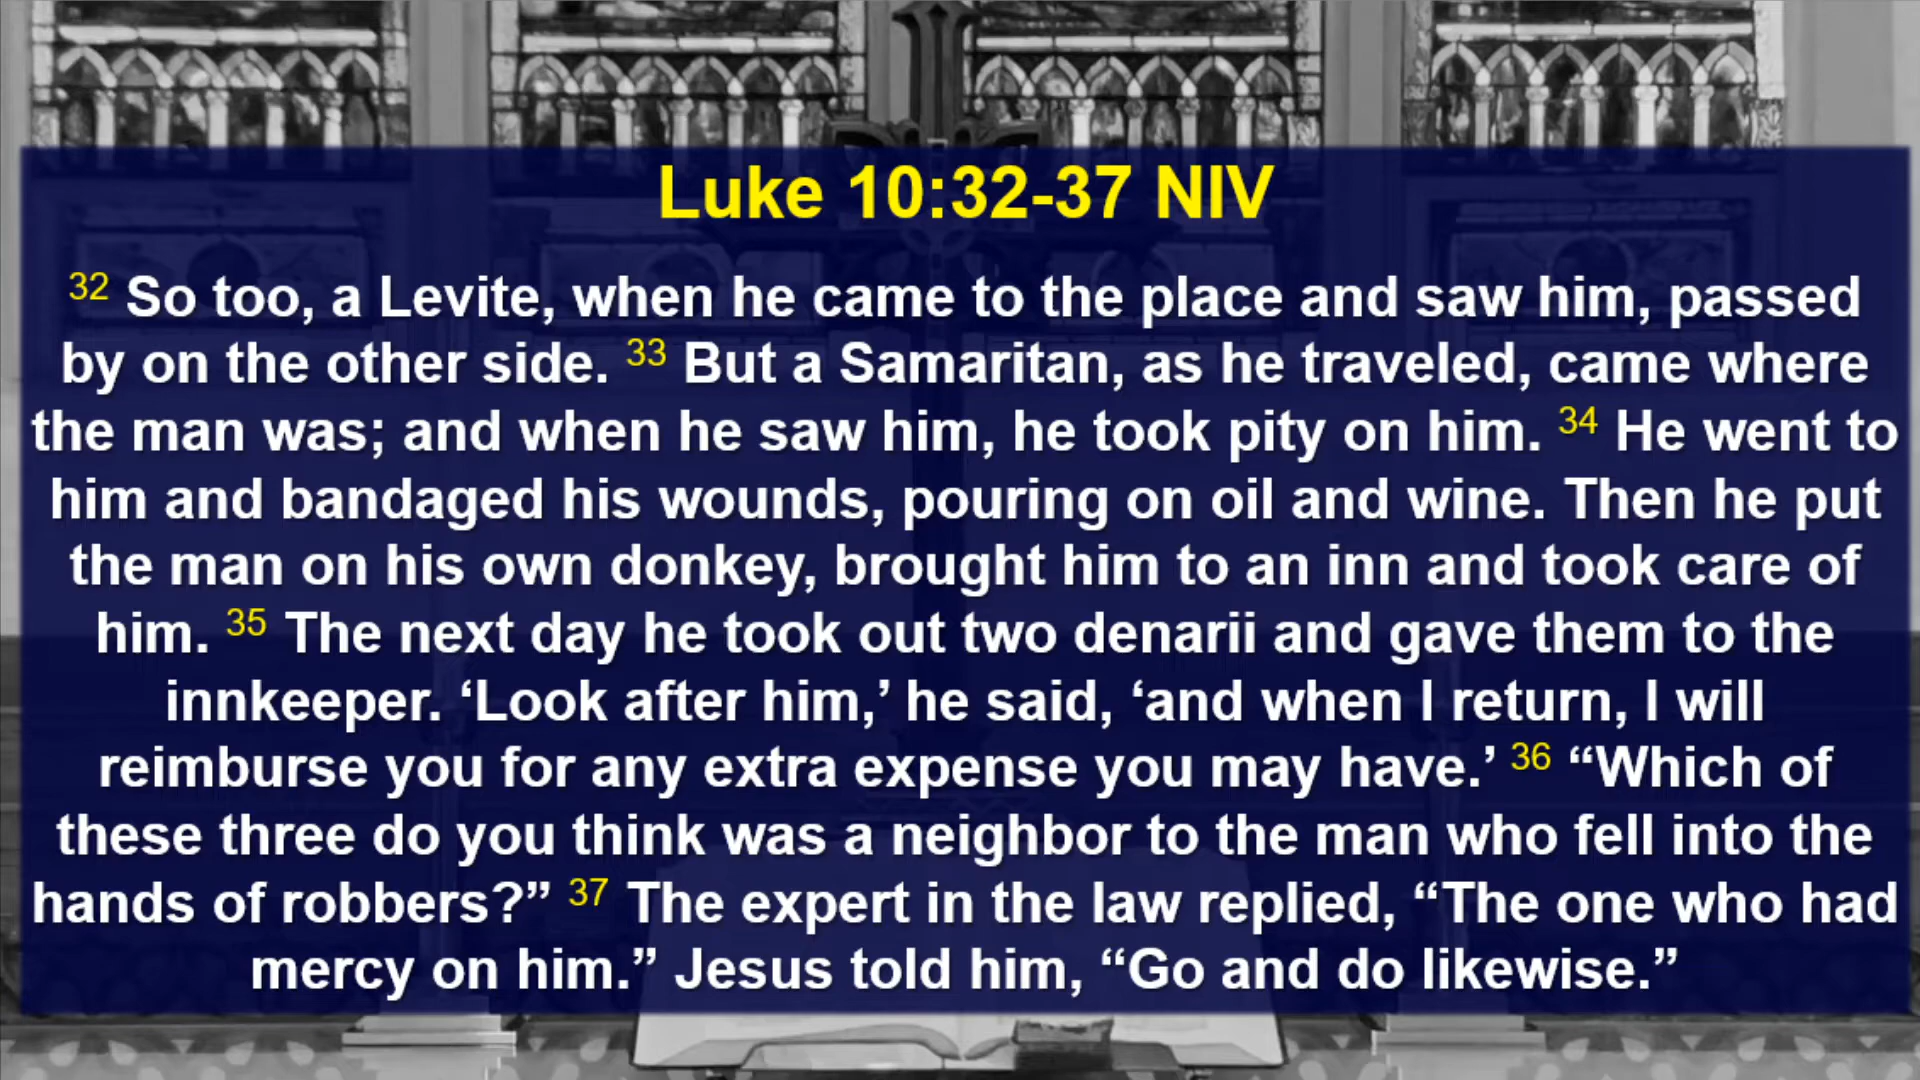 Luke 10:32-37 NIV
32 So too, a Levite, when he came to the place and saw him, passed
by on the other side. 33 But a Samaritan, as he traveled, came where
the man was; and when he saw him, he took pity on him. 34 He went to
him and bandaged his wounds, pouring on oil and wine. Then he put
the man on his own donkey, brought him to an inn and took care of
him. 35 The next day he took out two denarii and gave them to the
innkeeper. ‘Look after him,’ he said, ‘and when I return, I will
reimburse you for any extra expense you may have.’ 36 “Which of
these three do you think was a neighbor to the man who fell into the
hands of robbers?” 37 The expert in the law replied, “The one who had
mercy on him.” Jesus told him, “Go and do likewise.”